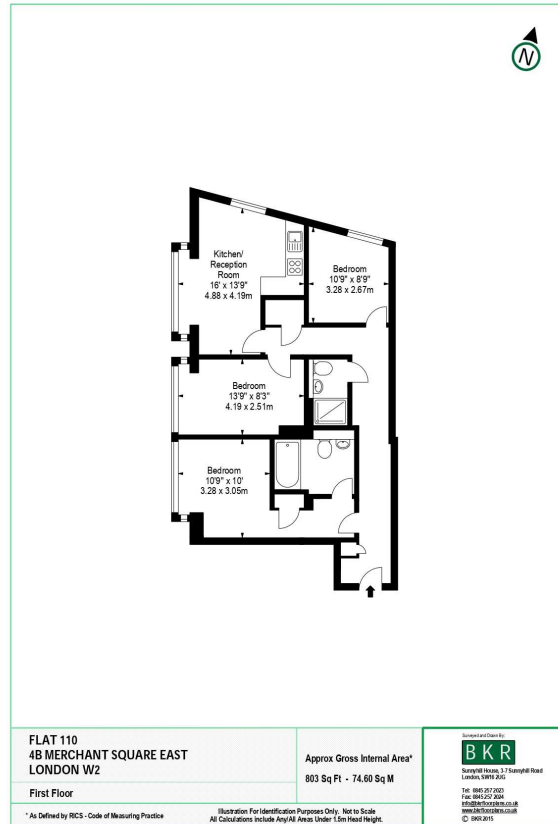 N
Kitchen/
Reception
Room
16' x 13'9"
4.88 x 4.19m
Bedroom
10'9" x 8'9"
3.28 x 2.67m
Bedroom
13'9" x 8'3"
4.19 x 2.51m
Bedroom
10'9" x 10'
3.28 x 3.05m
FLAT 110
4B MERCHANT SQUARE EAST
LONDON W2
First Floor
Approx Gross Internal Area*
803 Sq Ft - 74.60 Sq M
* As Defined by RICS - Code of Measuring Practice
Illustration For Identification Purposes Only. Not to Scale
All Calculations include Any/All Areas Under 1.5m Head Height.
Surveyed and Drawn By:
BKR
Sunnyhill House, 3-7 Sunnyhill Road
London, SW16 2UG
Tel: 0845 257 2023
Fax: 0845 257 2024
info@bkrfloorplans.co.uk
www.bkrfloorplans.co.uk
© BKR 2015